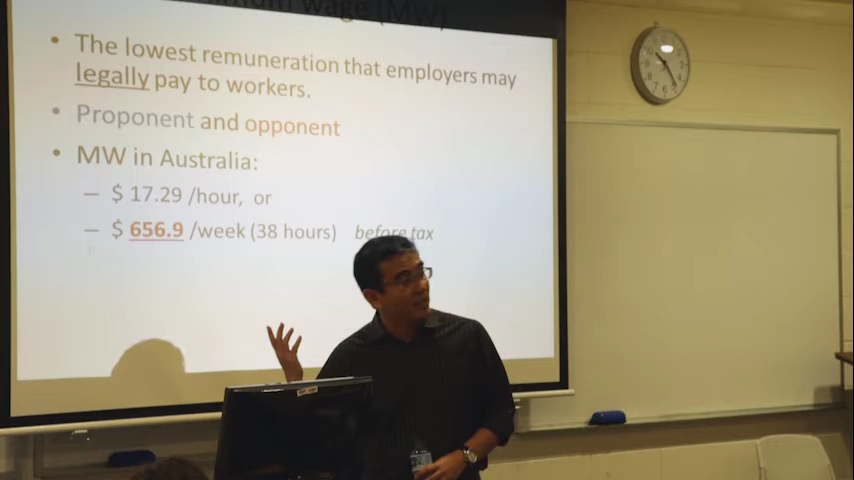 Minimum wage (MW)
• The lowest remuneration that employers may
legally pay to workers.
• Proponent and opponent
• MW in Australia:
– $ 17.29 /hour, or
– $ 656.9 /week (38 hours) before tax